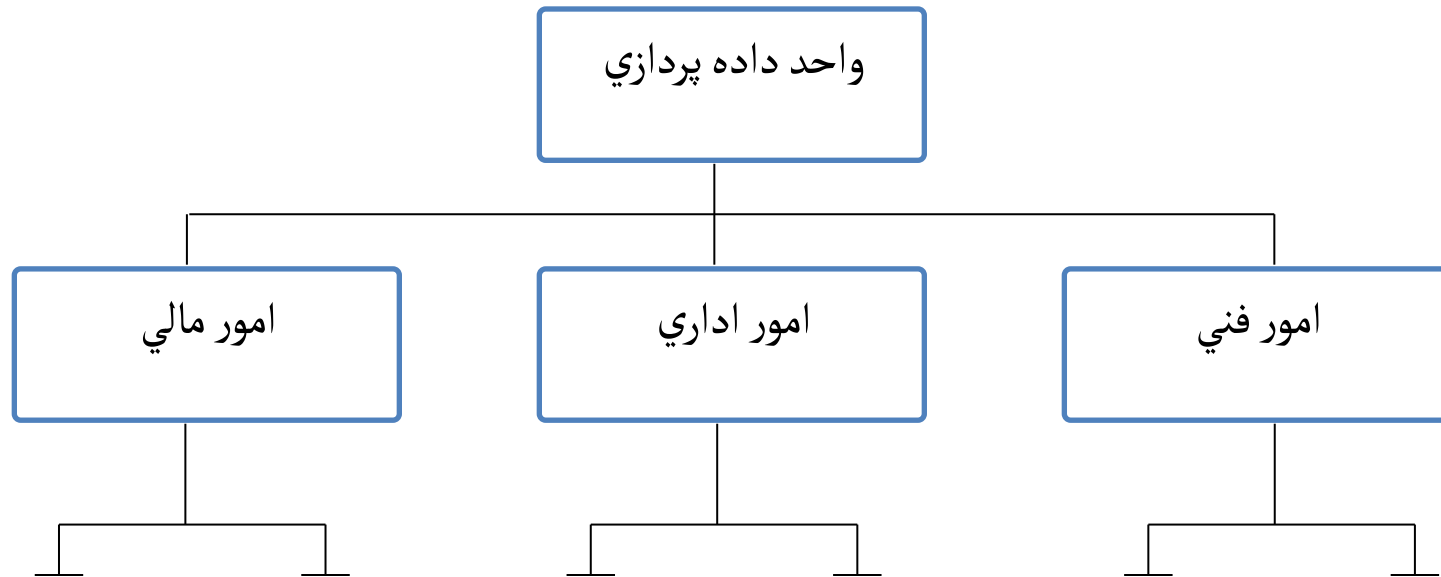 واحد داده پردازي
امور فني
امور اداري
امور مالي